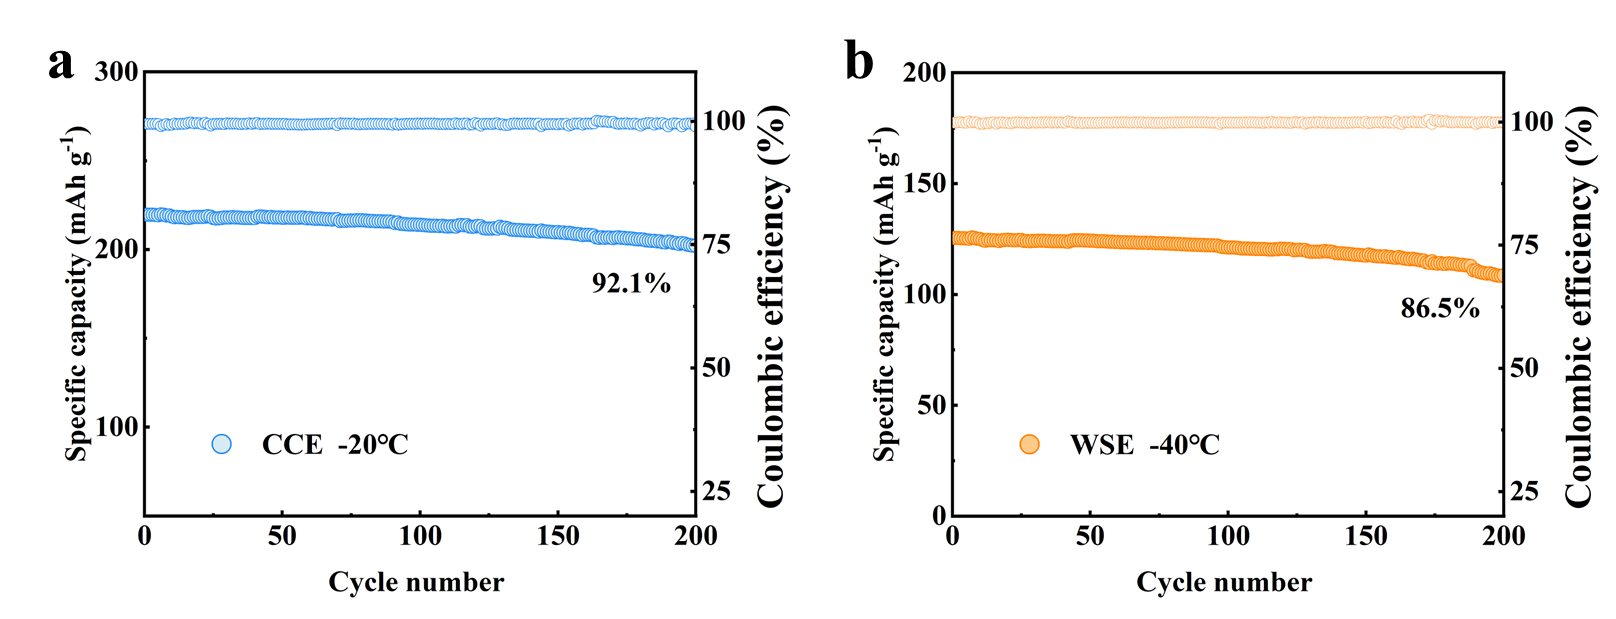 a
300
200
100
Specific capacity (mAh g⁻¹)
100
75
50
25
Coulombic efficiency (%)
92.1%
CCE -20℃
0 50 100 150 200
Cycle number
b
200
150
100
50
0
Specific capacity (mAh g⁻¹)
100
75
50
25
Coulombic efficiency (%)
86.5%
WSE -40℃
0 50 100 150 200
Cycle number